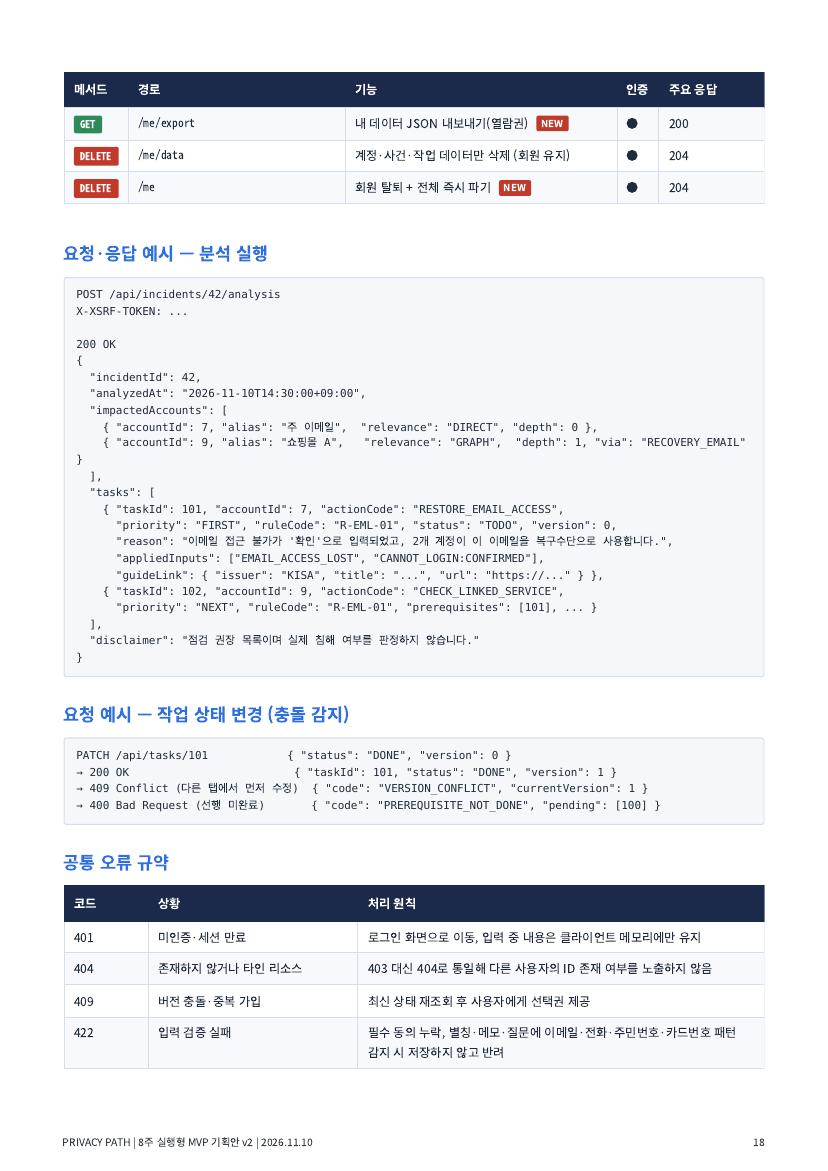 메서드 경로 기능 인증 주요 응답
GET /me/export 내 데이터 JSON 내보내기(열람권) NEW ● 200
DELETE /me/data 계정·사건·작업 데이터만 삭제 (회원 유지) ● 204
DELETE /me 회원 탈퇴 + 전체 즉시 파기 NEW ● 204
요청·응답 예시 — 분석 실행
POST /api/incidents/42/analysis
X-XSRF-TOKEN: ...
200 OK
{
  "incidentId": 42,
  "analyzedAt": "2026-11-10T14:30:00+09:00",
  "impactedAccounts": [
    { "accountId": 7, "alias": "주 이메일",  "relevance": "DIRECT", "depth": 0 },
    { "accountId": 9, "alias": "쇼핑몰 A",   "relevance": "GRAPH",  "depth": 1, "via": "RECOVERY_EMAIL"
}
  ],
  "tasks": [
    { "taskId": 101, "accountId": 7, "actionCode": "RESTORE_EMAIL_ACCESS",
      "priority": "FIRST", "ruleCode": "R-EML-01", "status": "TODO", "version": 0,
      "reason": "이메일 접근 불가가 '확인'으로 입력되었고, 2개 계정이 이 이메일을 복구수단으로 사용합니다.",
      "appliedInputs": ["EMAIL_ACCESS_LOST", "CANNOT_LOGIN:CONFIRMED"],
      "guideLink": { "issuer": "KISA", "title": "...", "url": "https://..." } },
    { "taskId": 102, "accountId": 9, "actionCode": "CHECK_LINKED_SERVICE",
      "priority": "NEXT", "ruleCode": "R-EML-01", "prerequisites": [101], ... }
  ],
  "disclaimer": "점검 권장 목록이며 실제 침해 여부를 판정하지 않습니다."
}
요청 예시 — 작업 상태 변경 (충돌 감지)
PATCH /api/tasks/101            { "status": "DONE", "version": 0 }
→ 200 OK                         { "taskId": 101, "status": "DONE", "version": 1 }
→ 409 Conflict (다른 탭에서 먼저 수정)  { "code": "VERSION_CONFLICT", "currentVersion": 1 }
→ 400 Bad Request (선행 미완료)       { "code": "PREREQUISITE_NOT_DONE", "pending": [100] }
공통 오류 규약
코드 상황 처리 원칙
401 미인증·세션 만료 로그인 화면으로 이동, 입력 중 내용은 클라이언트 메모리에만 유지
404 존재하지 않거나 타인 리소스 403 대신 404로 통일해 다른 사용자의 ID 존재 여부를 노출하지 않음
409 버전 충돌·중복 가입 최신 상태 재조회 후 사용자에게 선택권 제공
422 입력 검증 실패 필수 동의 누락, 별칭·메모·질문에 이메일·전화·주민번호·카드번호 패턴
감지 시 저장하지 않고 반려
PRIVACY PATH | 8주 실행형 MVP 기획안 v2 | 2026.11.10 18